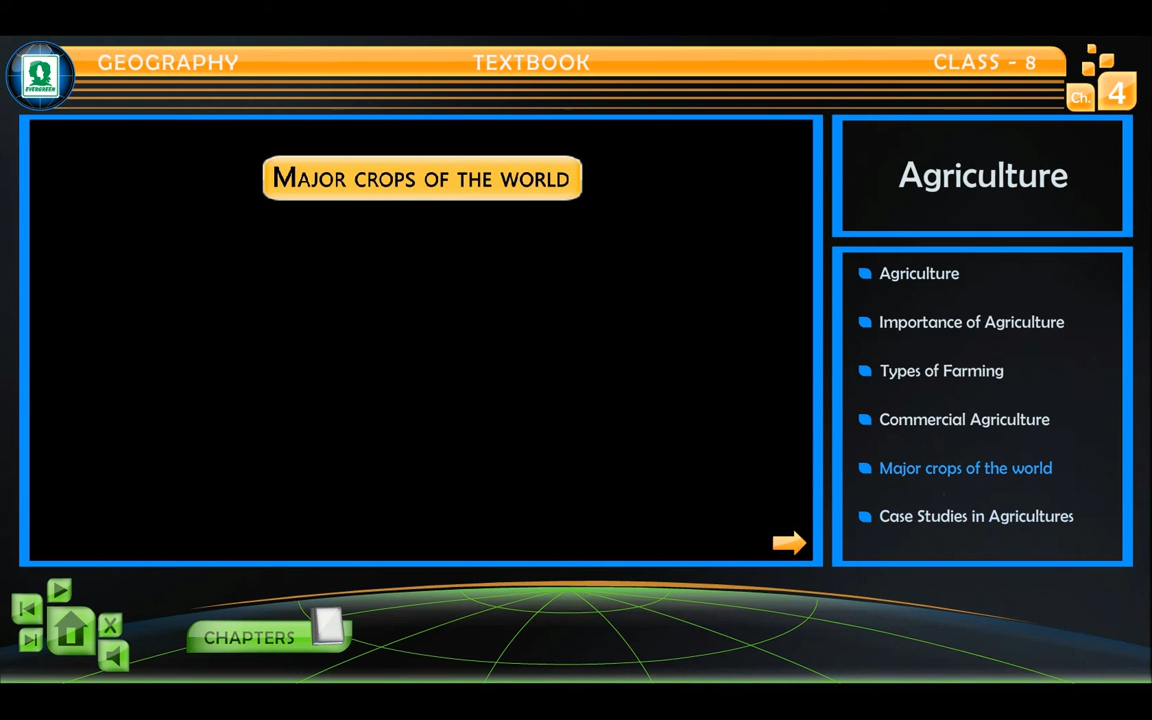 GEOGRAPHY TEXTBOOK CLASS - 8
EVERGREEN
Ch. 4
MAJOR CROPS OF THE WORLD
Agriculture
Agriculture
Importance of Agriculture
Types of Farming
Commercial Agriculture
Major crops of the world
Case Studies in Agricultures
X
CHAPTERS